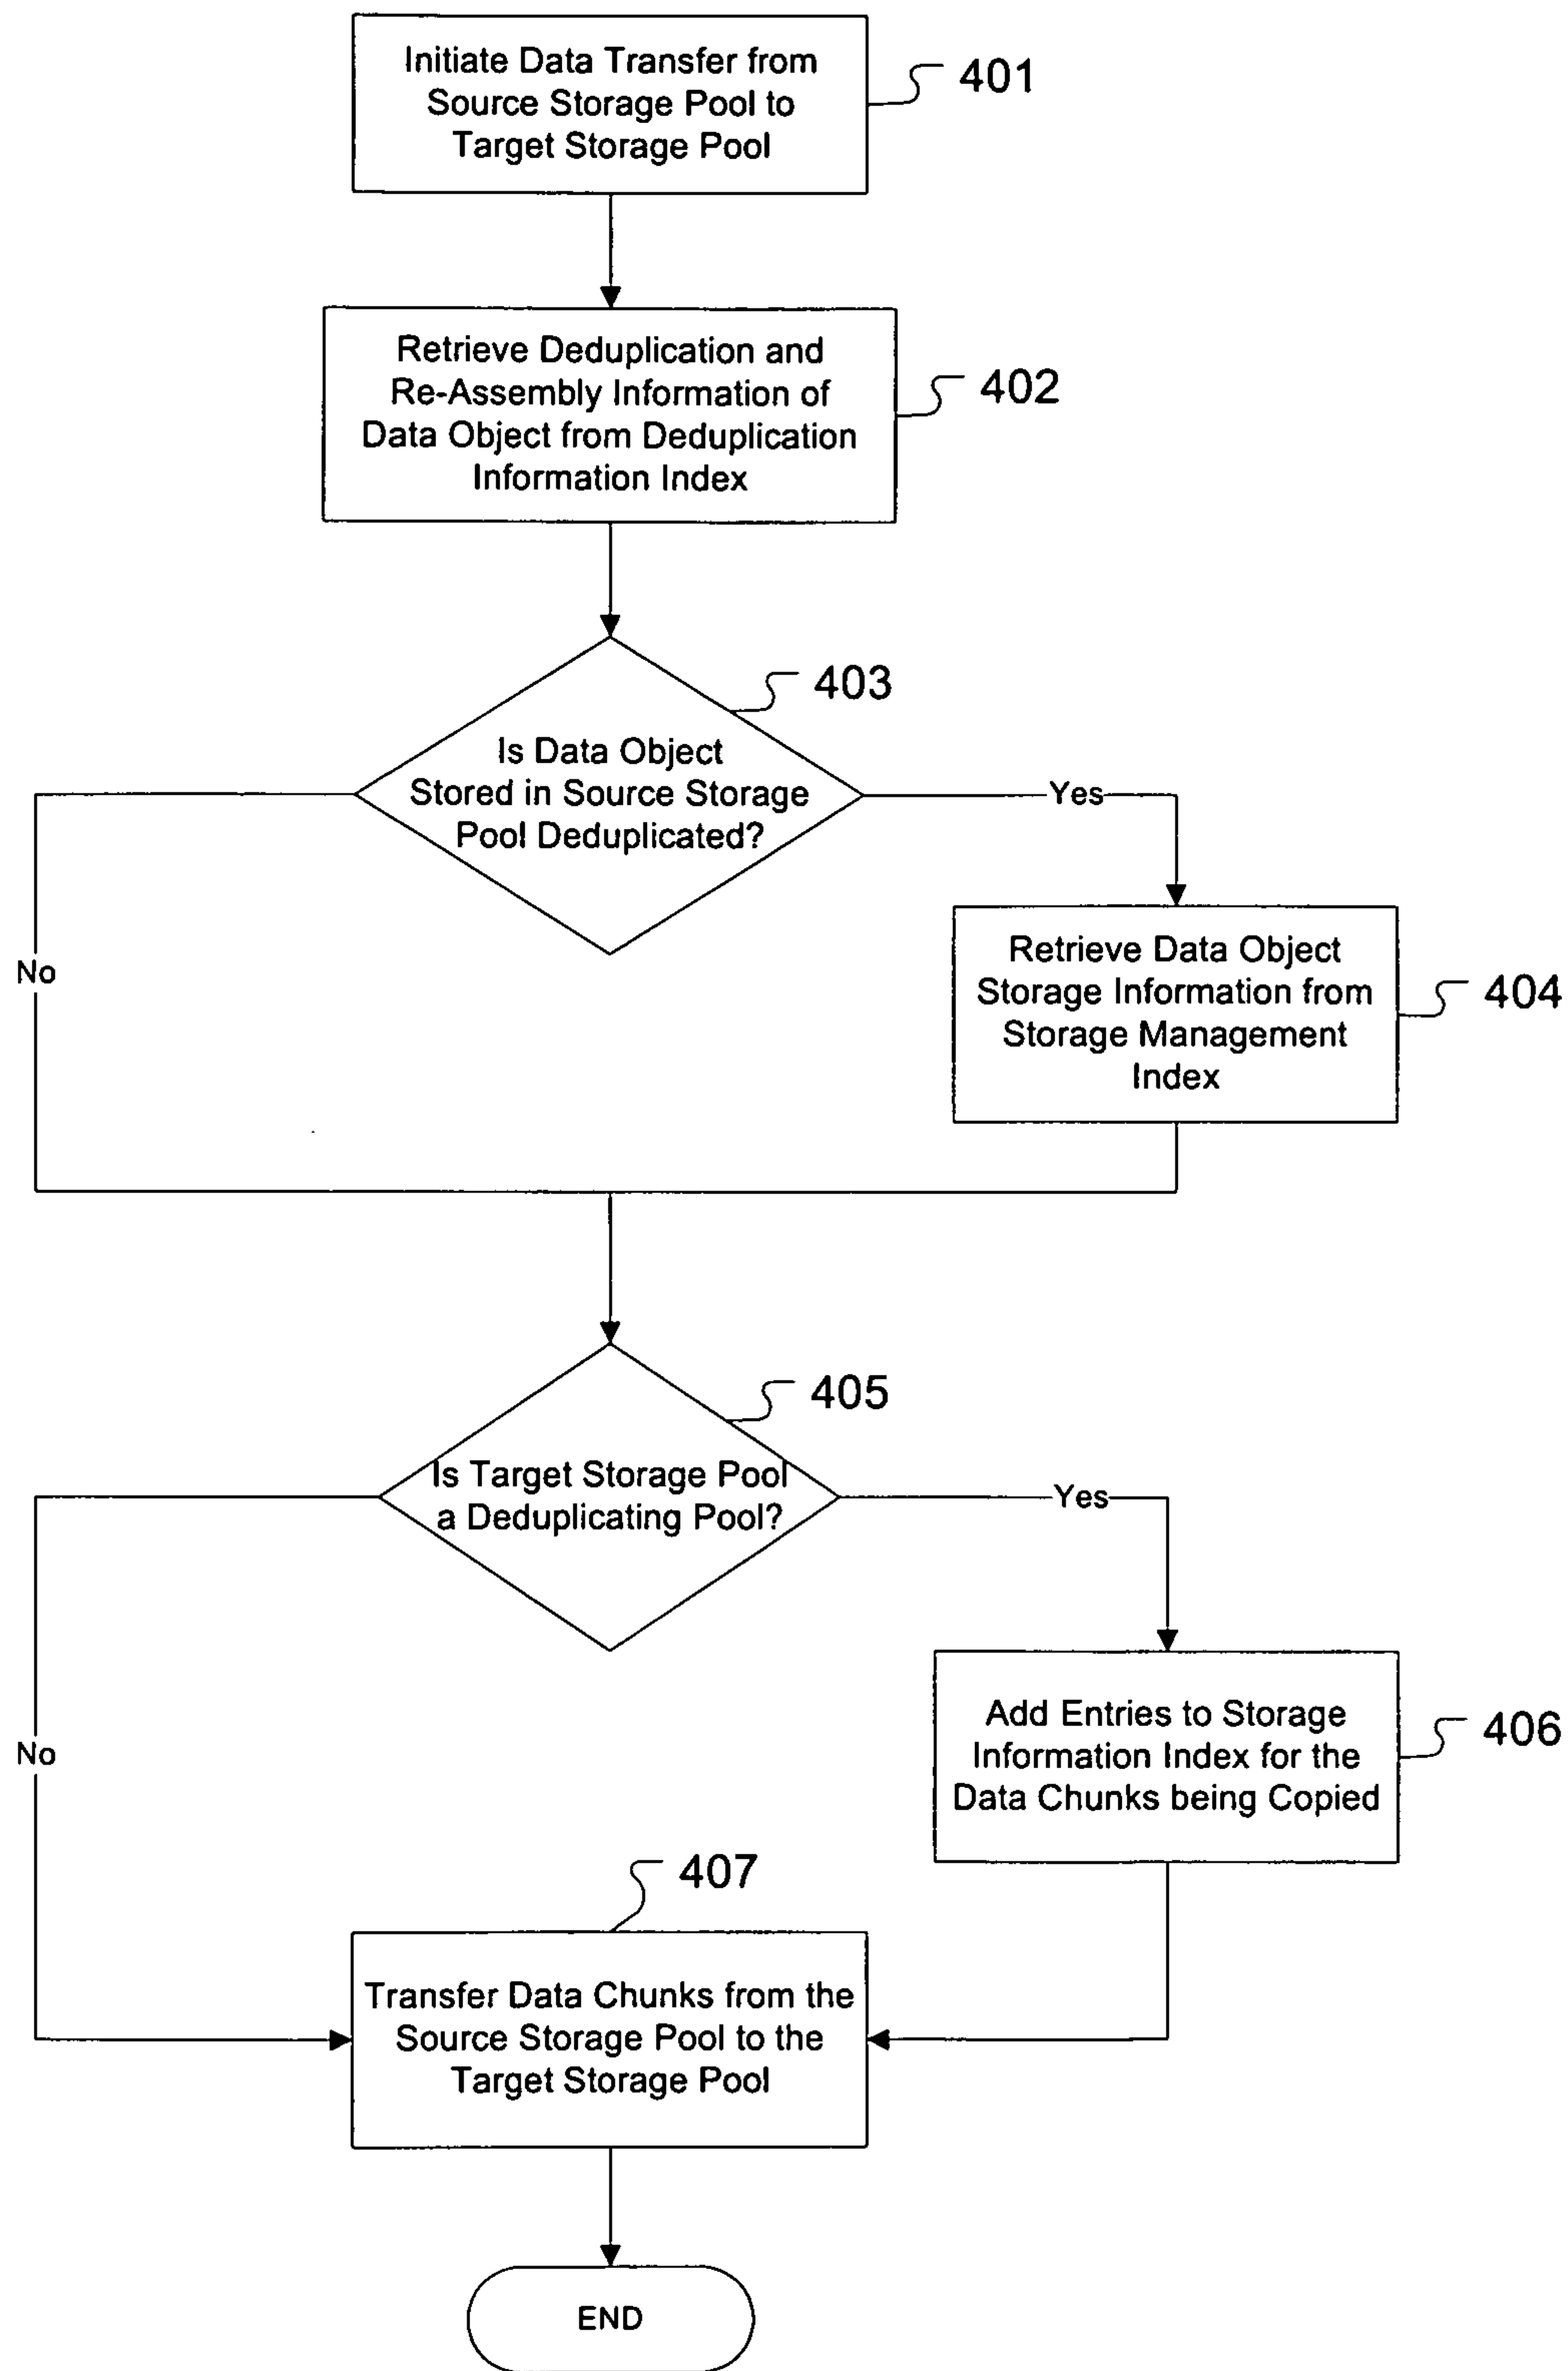 Initiate Data Transfer from
Source Storage Pool to
Target Storage Pool
401
Retrieve Deduplication and
Re-Assembly Information of
Data Object from Deduplication
Information Index
402
403
Is Data Object
Stored in Source Storage
Pool Deduplicated?
Yes
No
Retrieve Data Object
Storage Information from
Storage Management
Index
404
405
Is Target Storage Pool
a Deduplicating Pool?
Yes
No
Add Entries to Storage
Information Index for the
Data Chunks being Copied
406
407
Transfer Data Chunks from the
Source Storage Pool to the
Target Storage Pool
END